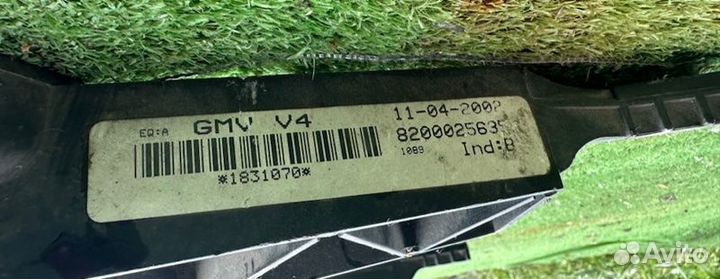 EQ:A GMV V4 11-04-2002
8200025635
1089 Ind:B
*1831070*
Avito